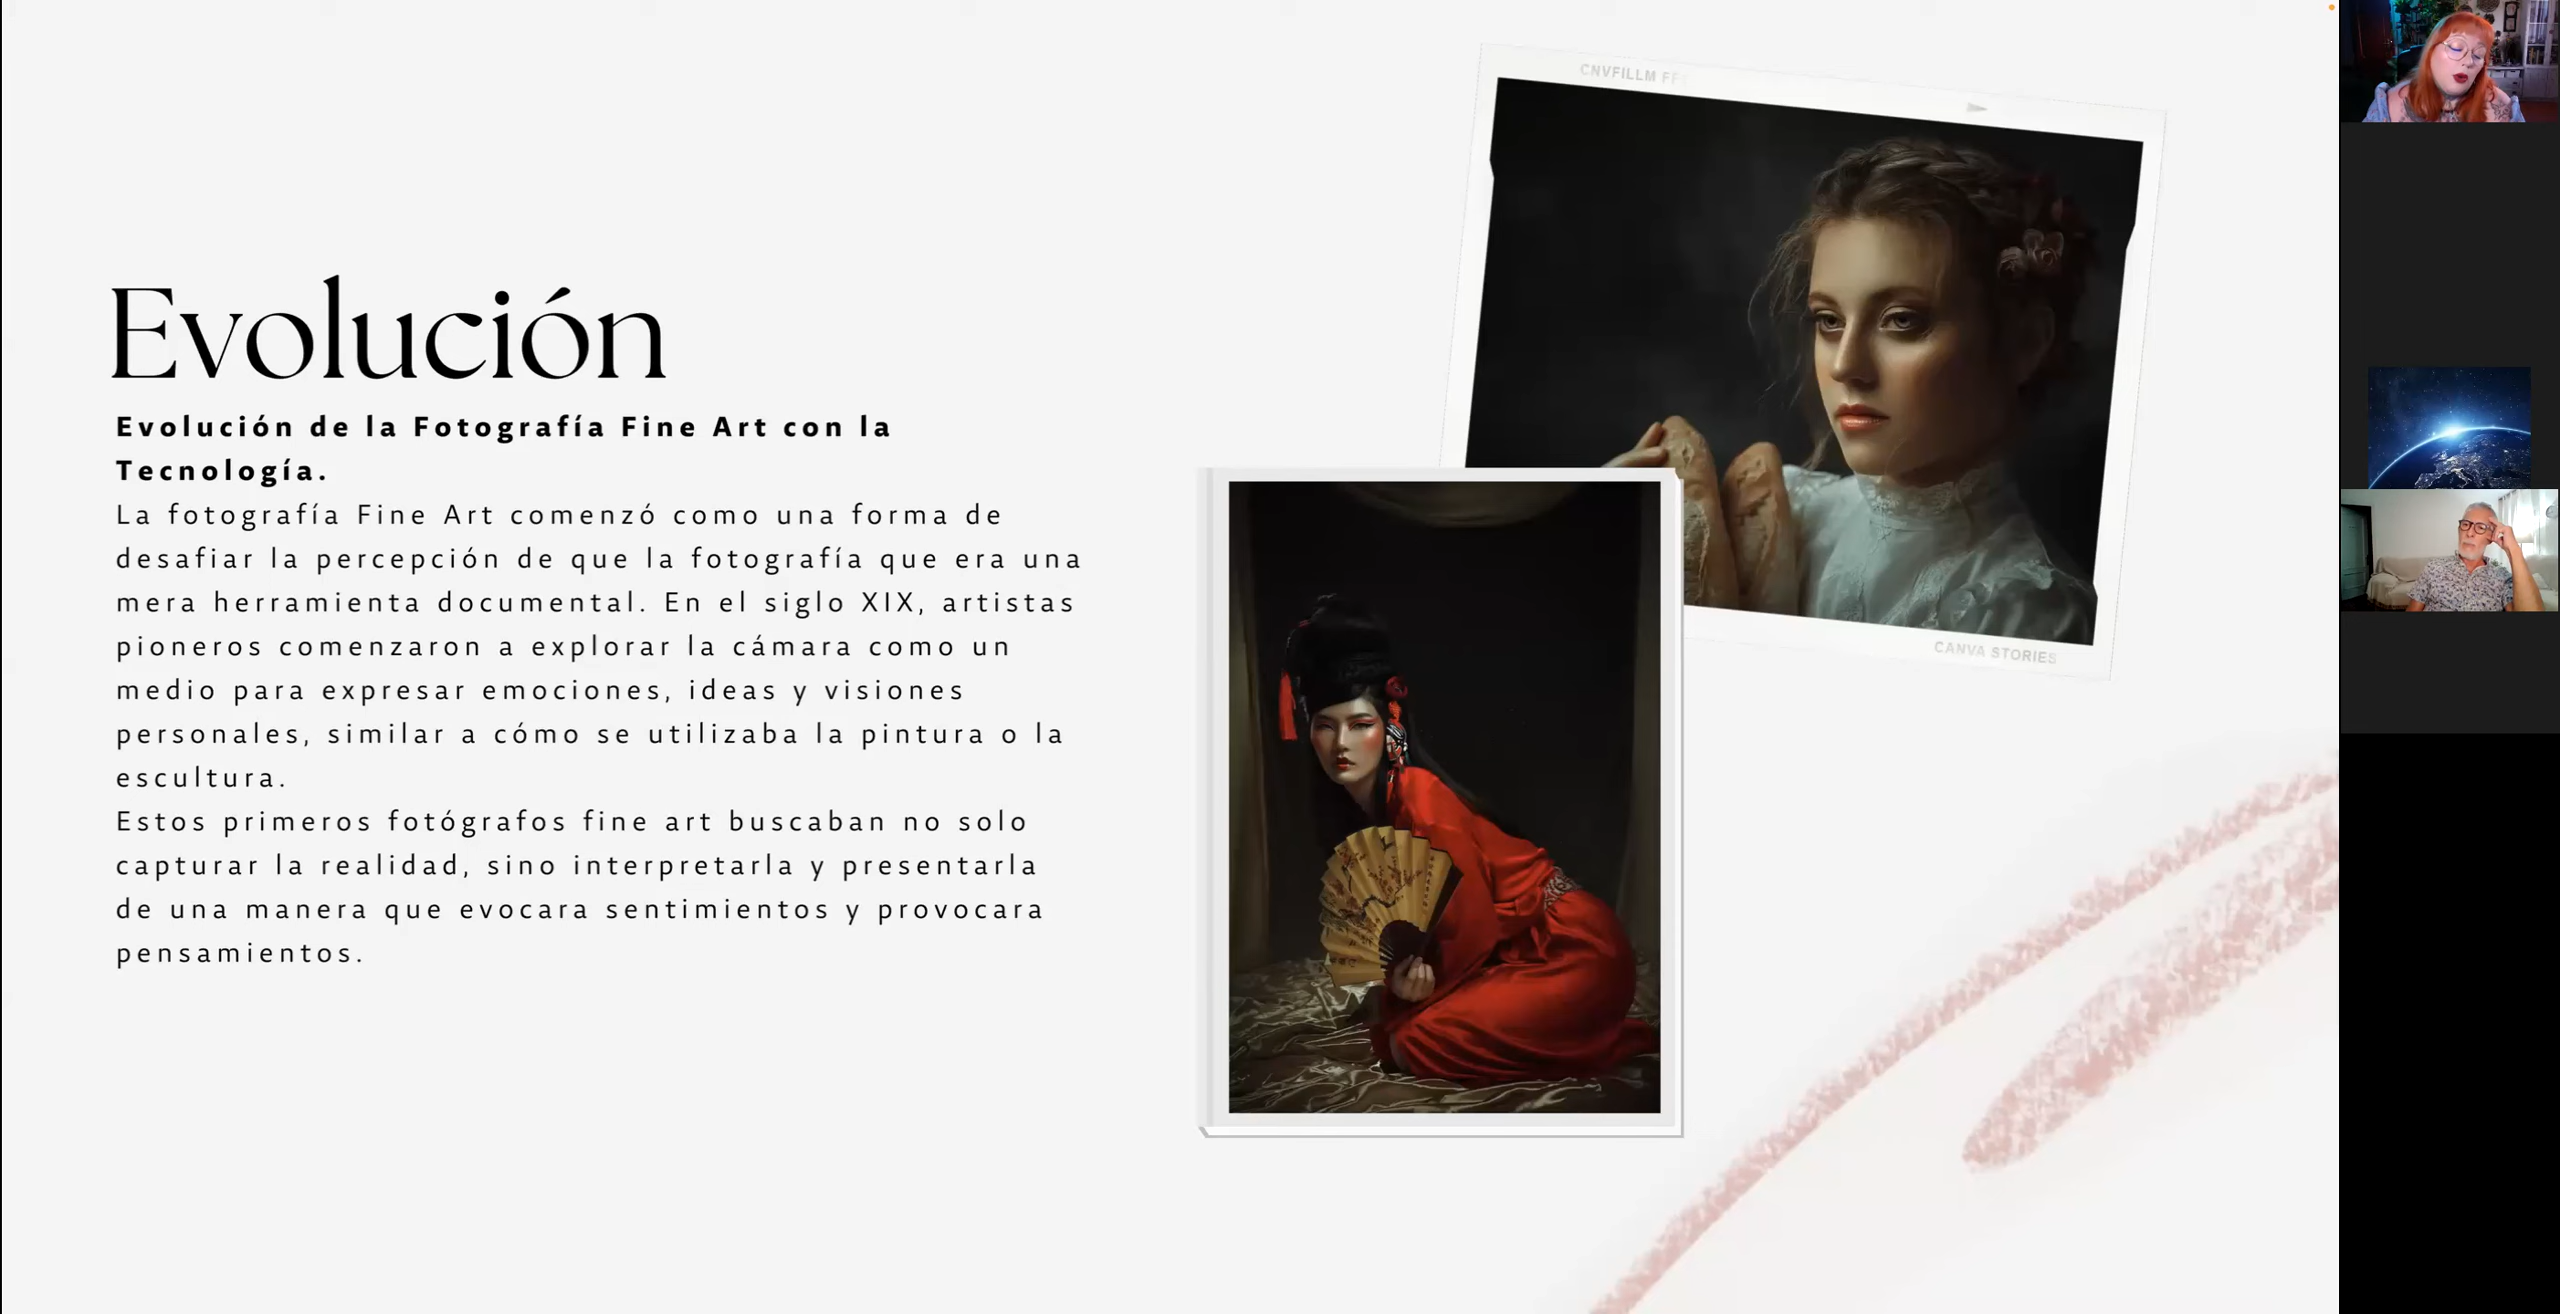 CNVFILLM
Evolución
Evolución de la Fotografía Fine Art con la
Tecnología.
La fotografía Fine Art comenzó como una forma de
desafiar la percepción de que la fotografía que era una
mera herramienta documental. En el siglo XIX, artistas
pioneros comenzaron a explorar la cámara como un
medio para expresar emociones, ideas y visiones
personales, similar a cómo se utilizaba la pintura o la
escultura.
Estos primeros fotógrafos fine art buscaban no solo
capturar la realidad, sino interpretarla y presentarla
de una manera que evocara sentimientos y provocara
pensamientos.
CANVA STORIES